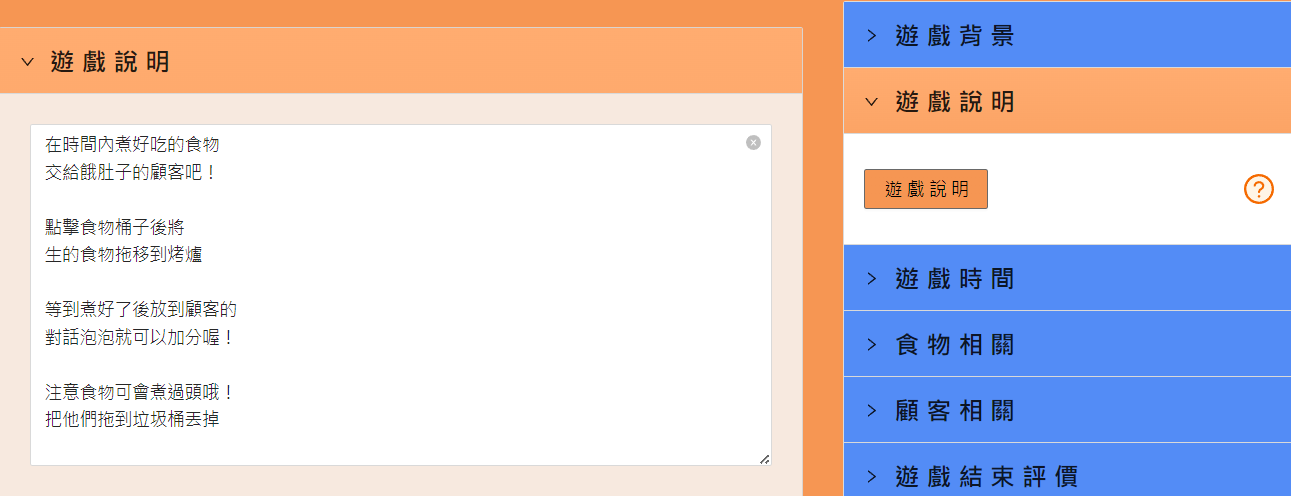 遊戲說明
在時間內煮好吃的食物
交給餓肚子的顧客吧！
點擊食物桶子後將
生的食物拖移到烤爐
等到煮好了後放到顧客的
對話泡泡就可以加分喔！
注意食物可會煮過頭哦！
把他們拖到垃圾桶丟掉
遊戲背景
遊戲說明
遊戲說明
遊戲時間
食物相關
顧客相關
遊戲結束評價